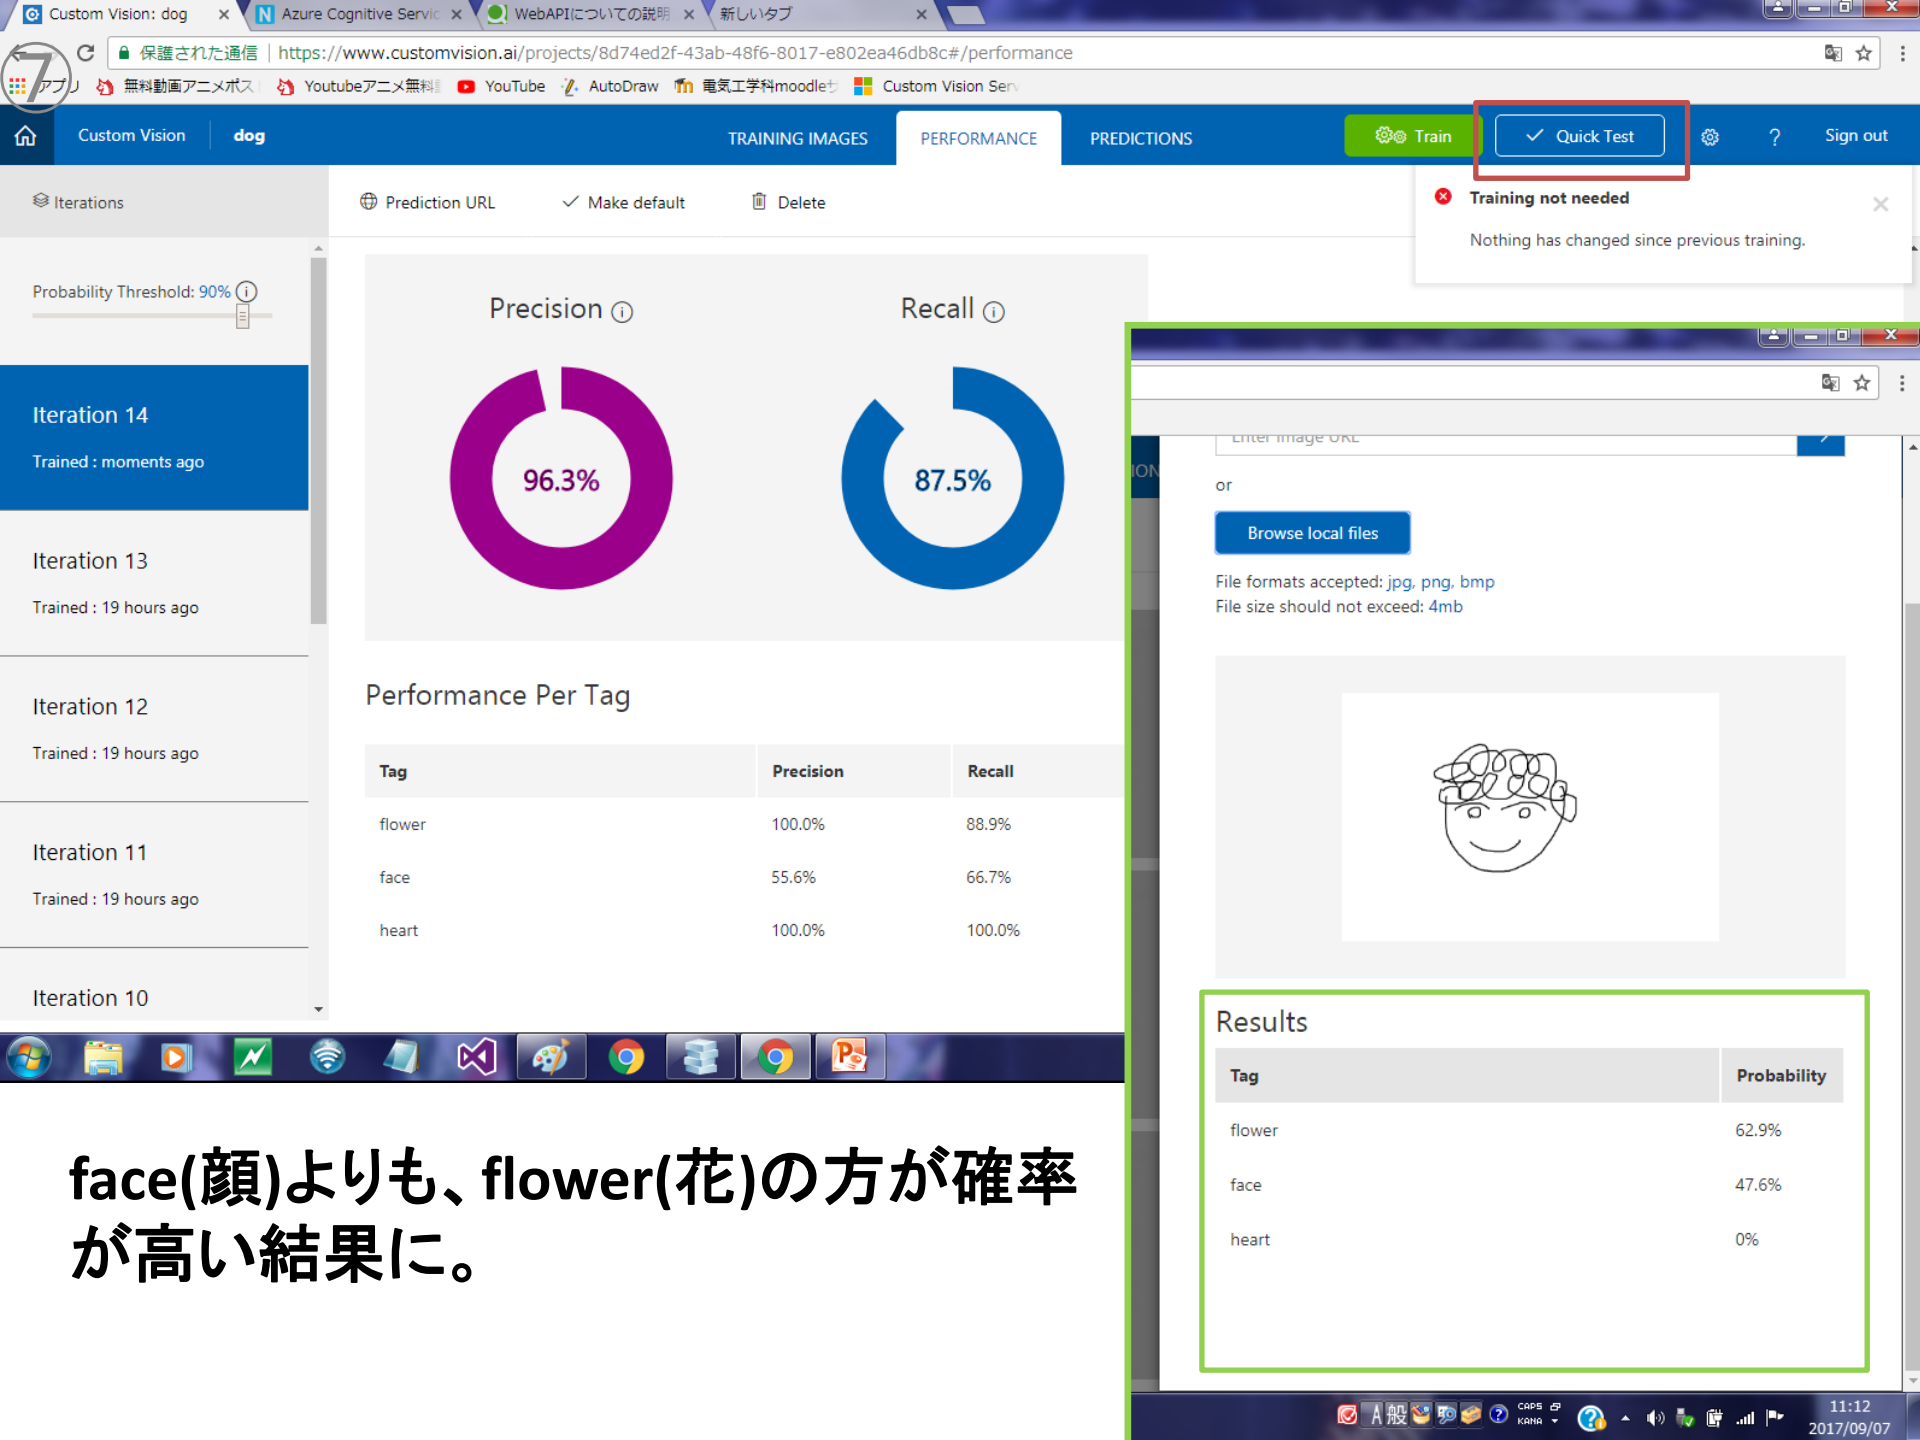 Custom Vision: dog
Azure Cognitive Servic
WebAPIについての説明
新しいタブ
⑦
保護された通信
https://www.customvision.ai/projects/8d74ed2f-43ab-48f6-8017-e802ea46db8c#/performance
アプリ
無料動画アニメポスト
Youtubeアニメ無料
YouTube
AutoDraw
電気工学科moodleサ
Custom Vision Serv
Custom Vision
dog
TRAINING IMAGES
PERFORMANCE
PREDICTIONS
Train
Quick Test
?
Sign out
Iterations
Prediction URL
Make default
Delete
Training not needed
Nothing has changed since previous training.
Probability Threshold: 90%
Iteration 14
Trained : moments ago
Iteration 13
Trained : 19 hours ago
Iteration 12
Trained : 19 hours ago
Iteration 11
Trained : 19 hours ago
Iteration 10
Precision
Recall
96.3%
87.5%
Performance Per Tag
Tag Precision Recall
flower 100.0% 88.9%
face 55.6% 66.7%
heart 100.0% 100.0%
ION
Enter Image URL
or
Browse local files
File formats accepted: jpg, png, bmp
File size should not exceed: 4mb
Results
Tag Probability
flower 62.9%
face 47.6%
heart 0%
face(顔)よりも、flower(花)の方が確率
が高い結果に。
A 般
CAPS
KANA
11:12
2017/09/07